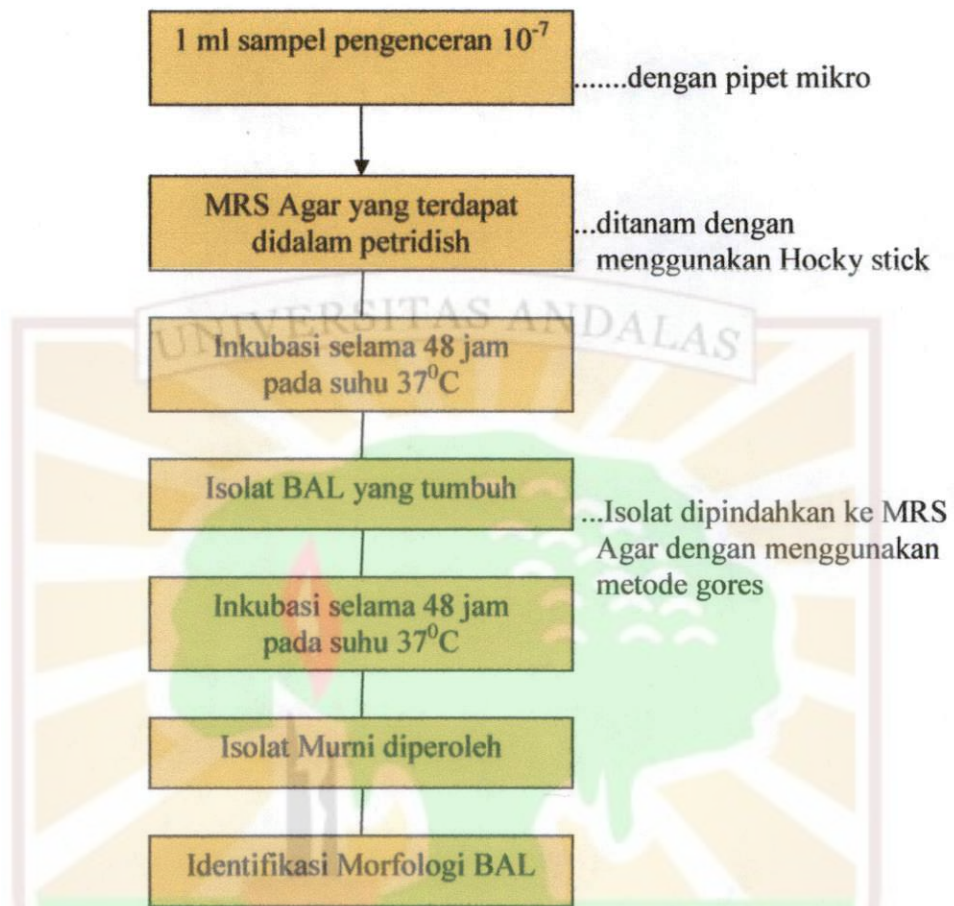 1 ml sampel pengenceran 10⁻⁷
.......dengan pipet mikro
MRS Agar yang terdapat
didalam petridish
...ditanam dengan
menggunakan Hocky stick
UNIVERSITAS ANDALAS
Inkubasi selama 48 jam
pada suhu 37⁰C
Isolat BAL yang tumbuh
...Isolat dipindahkan ke MRS
Agar dengan menggunakan
metode gores
Inkubasi selama 48 jam
pada suhu 37⁰C
Isolat Murni diperoleh
Identifikasi Morfologi BAL